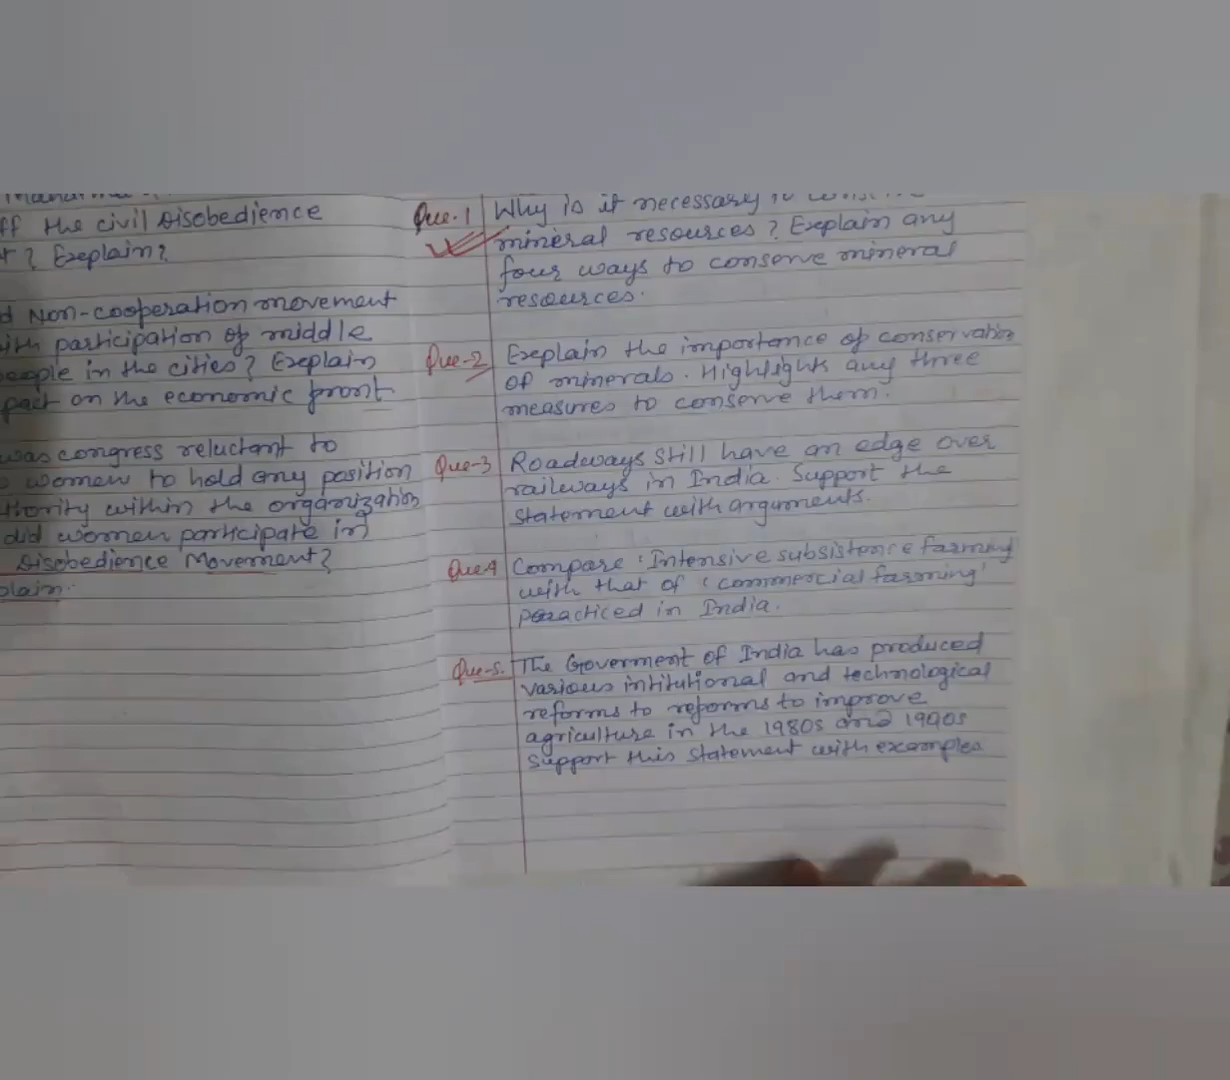 ff the civil Disobedience
? Explain?
Non-cooperation movement
participation of middle
in the cities? Explain
on the economic front
was congress reluctant to
women to hold any position
within the organization
did women participate in
Disobedience Movement?
Que.1 Why is it necessary to
mineral resources? Explain any
four ways to conserve mineral
resources.
Que-2 Explain the importance of conservation
of minerals. Highlights any three
measures to conserve them.
Que-3 Roadways still have an edge over
railways in India. Support the
statement with arguments.
Que-4 Compare 'Intensive subsistence farming
with that of 'commercial farming'
practiced in India.
Que-5. The Goverment of India has produced
various intitutional and technological
reforms to reforms to improve
agriculture in the 1980s and 1990s
Support this statement with examples